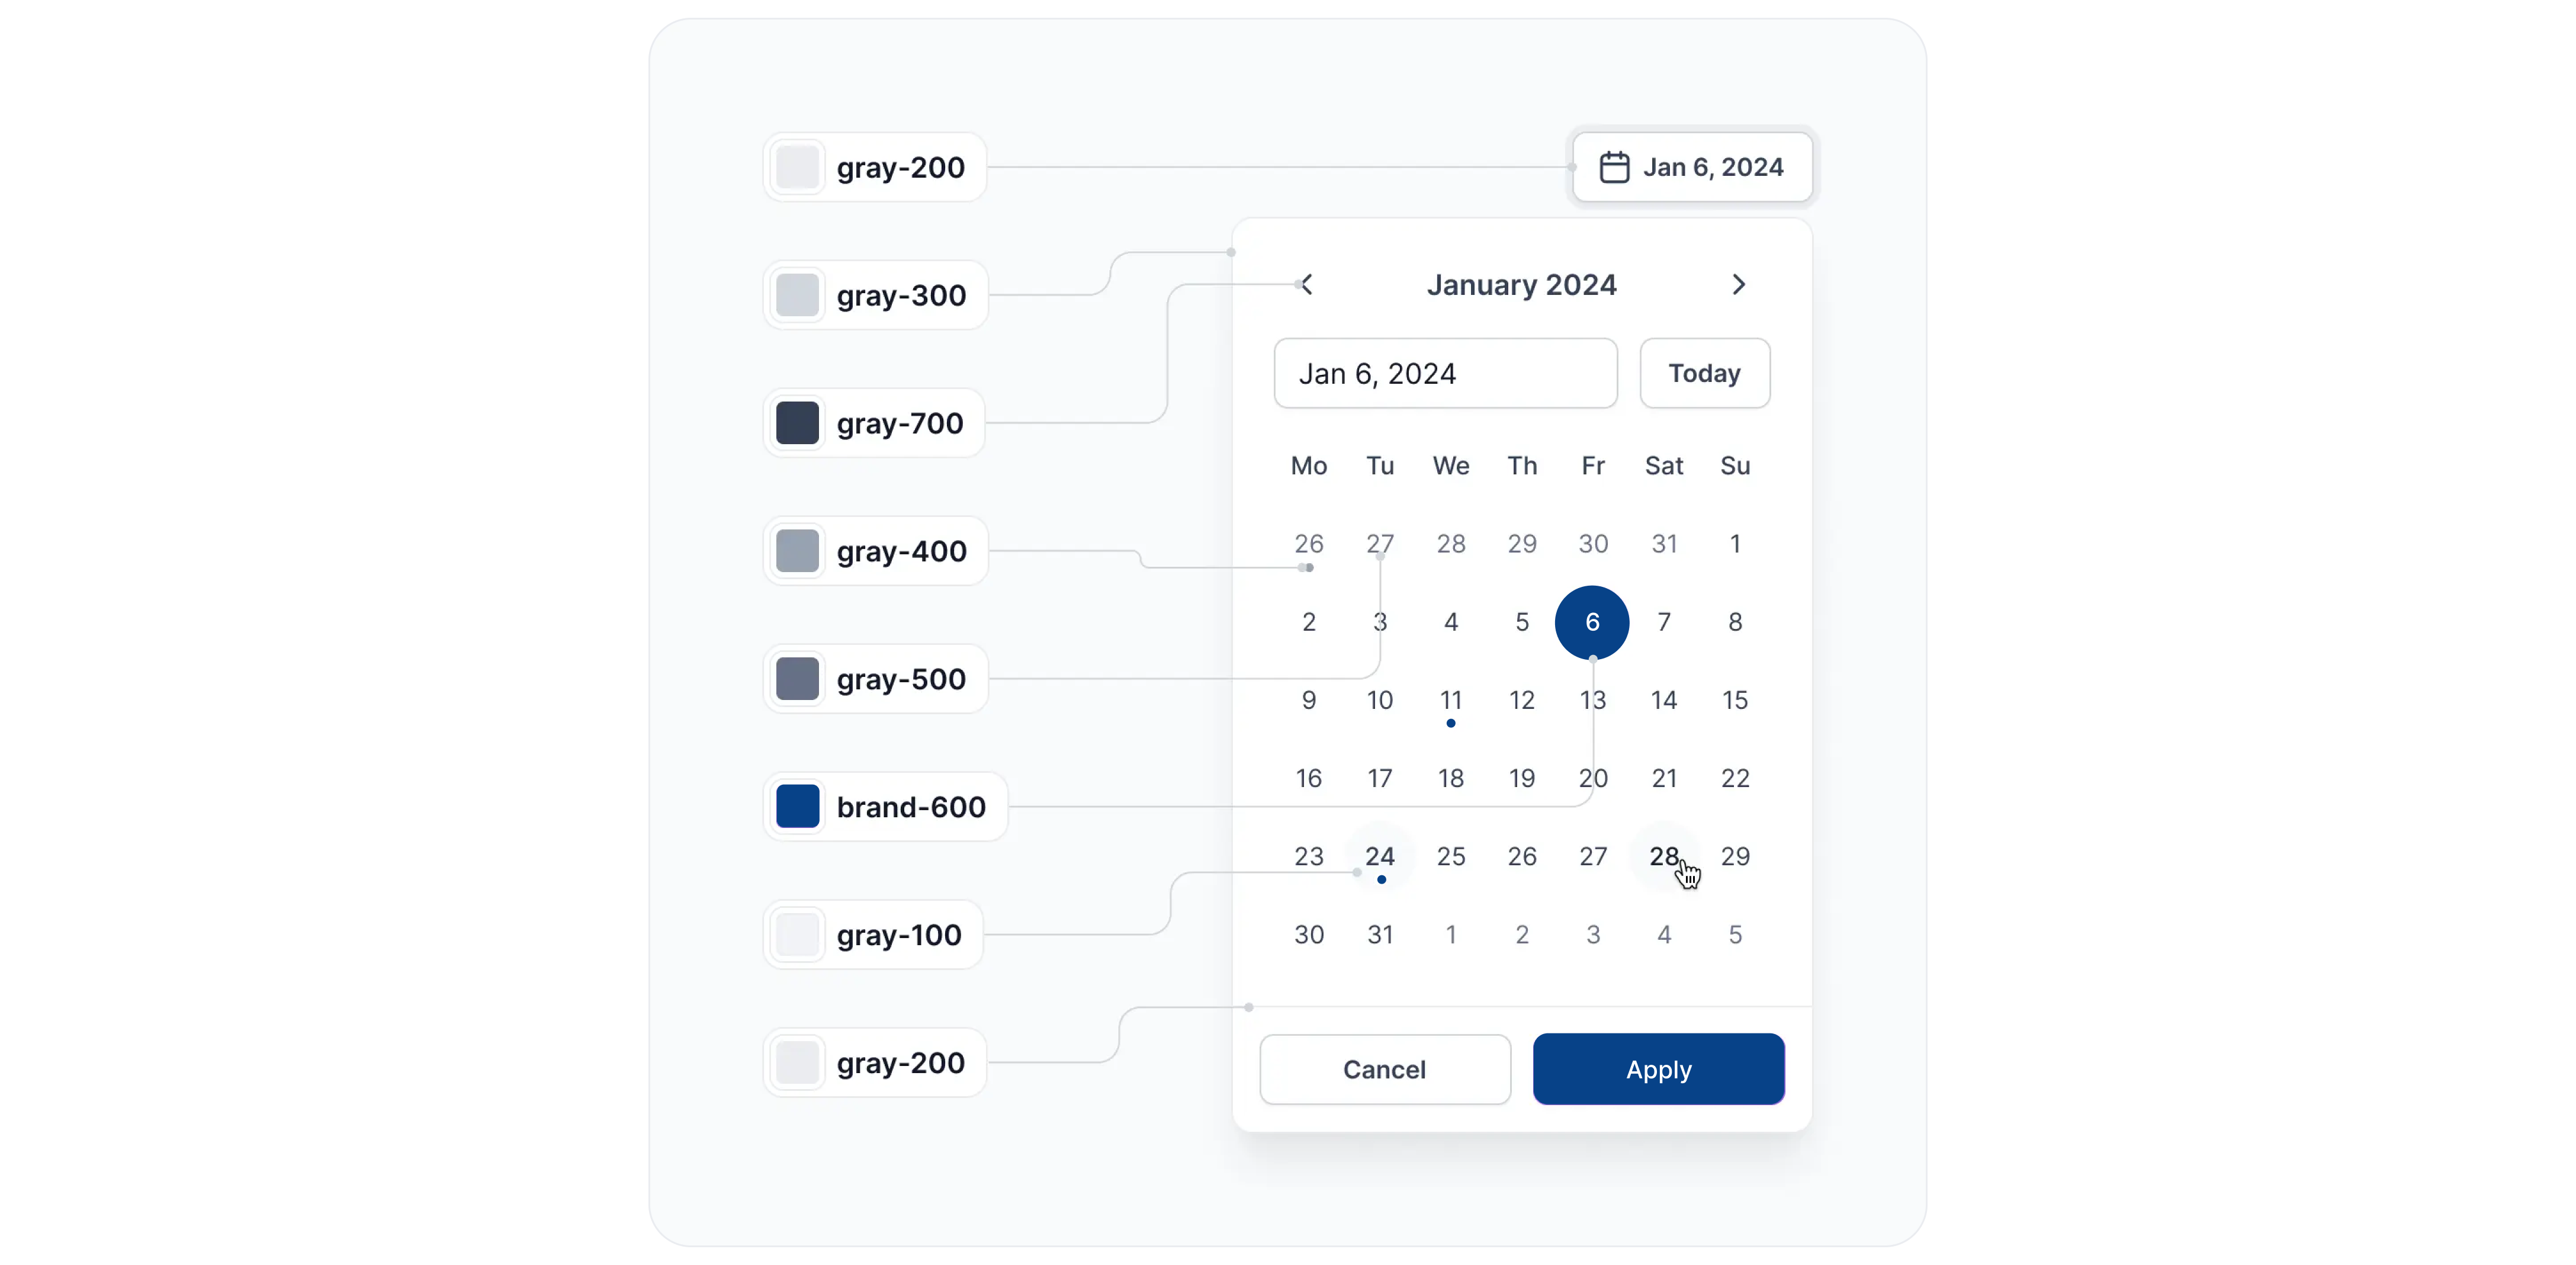 gray-200
Jan 6, 2024
gray-300
January 2024
gray-700
Jan 6, 2024
Today
Mo Tu We Th Fr Sat Su
gray-400
26 27 28 29 30 31 1
2 3 4 5 6 7 8
gray-500
9 10 11 12 13 14 15
brand-600
16 17 18 19 20 21 22
23 24 25 26 27 28 29
gray-100
30 31 1 2 3 4 5
gray-200
Cancel
Apply